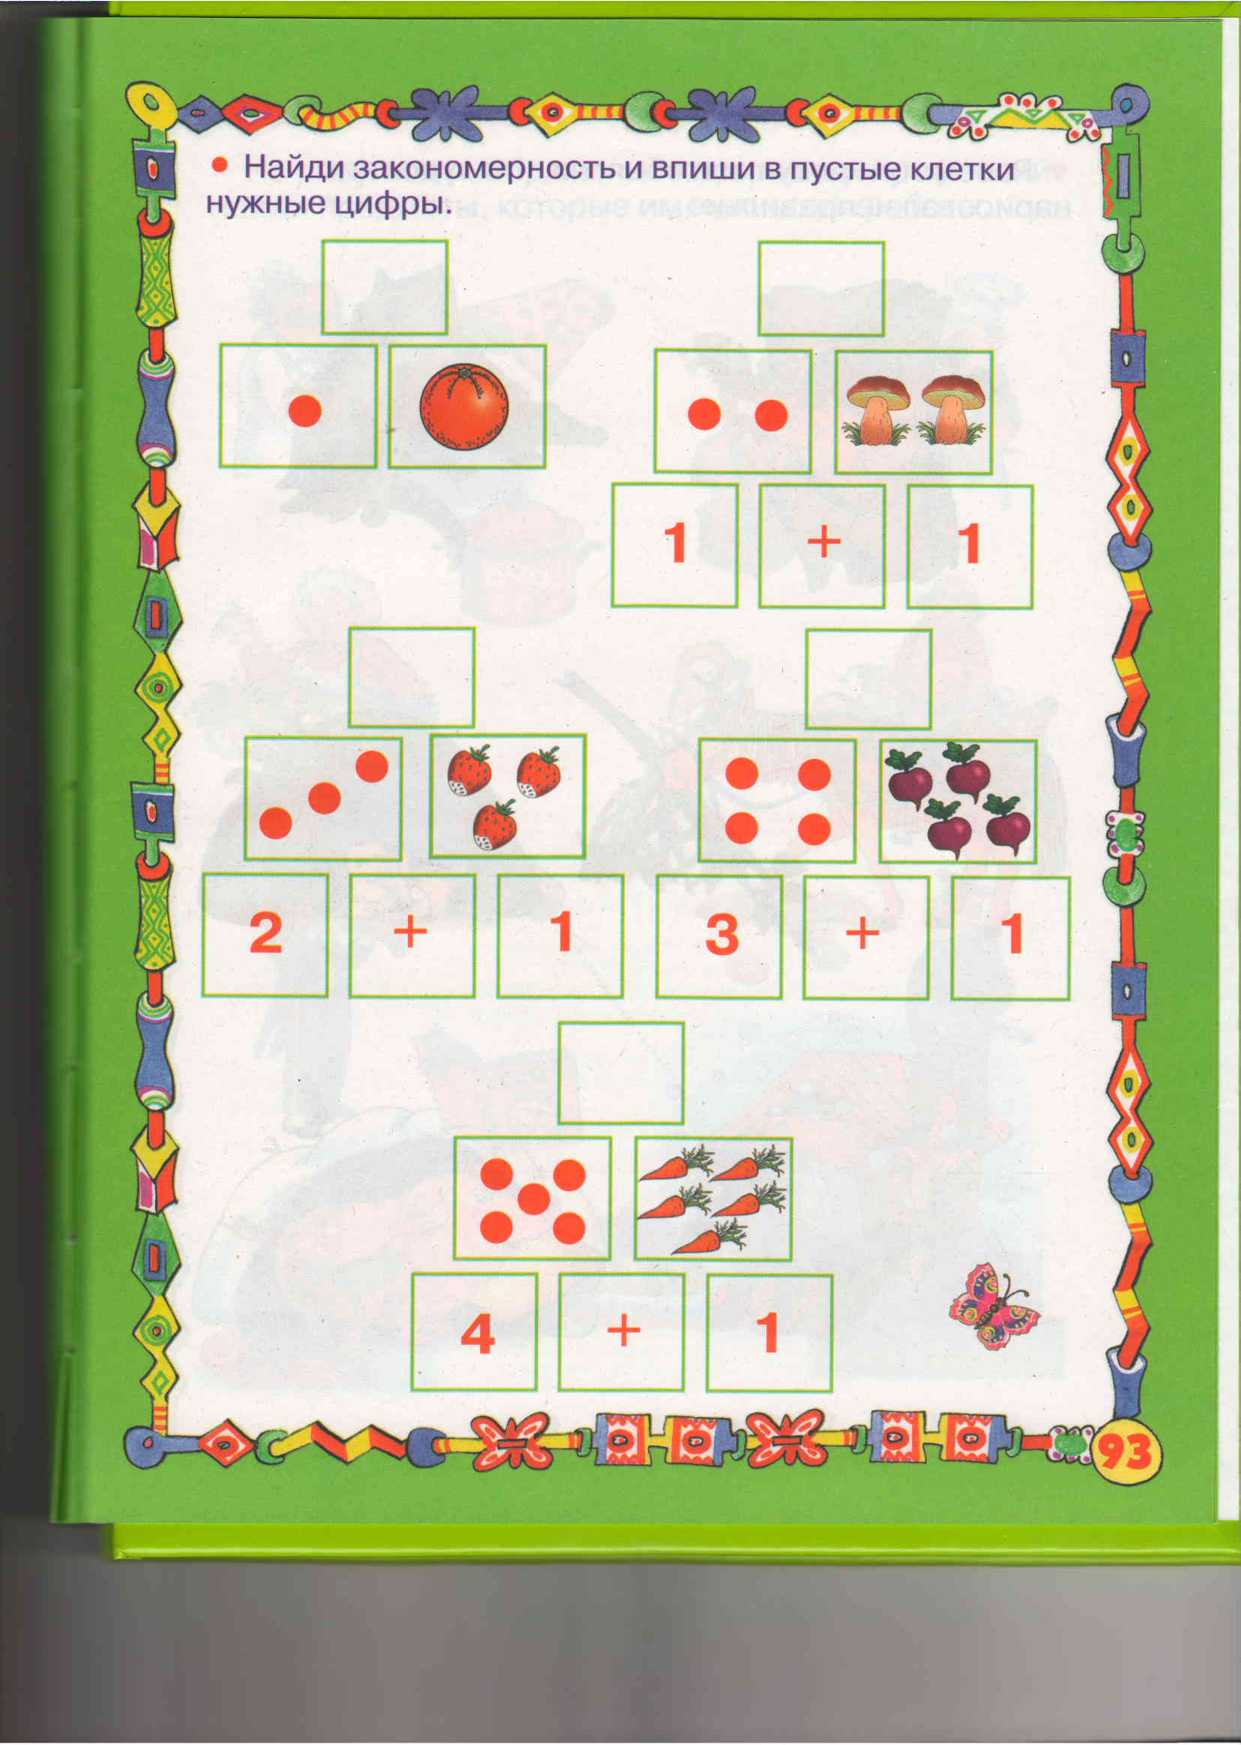 Найди закономерность и впиши в пустые клетки
нужные цифры.
1 + 1
2 + 1 3 + 1
4 + 1
93